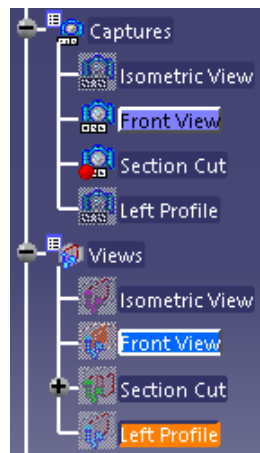 Captures
Isometric View
Front View
Section Cut
Left Profile
Views
Isometric View
Front View
Section Cut
Left Profile